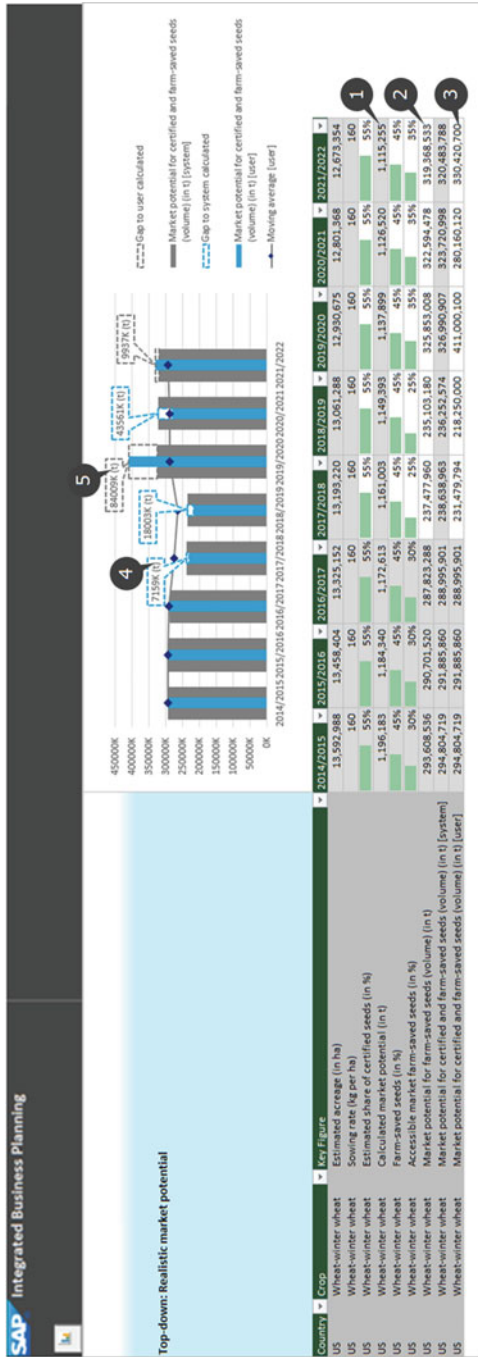 SAP Integrated Business Planning
Top-down: Realistic market potential
450000K
400000K
350000K
300000K
250000K
200000K
150000K
100000K
50000K
0K
7159K (t)
18003K (t)
84009K (t)
43561K (t)
9937K (t)
4
5
2014/2015 2015/2016 2016/2017 2017/2018 2018/2019 2019/2020 2020/2021 2021/2022
Gap to user calculated
Market potential for certified and farm-saved seeds (volume) (in t) [system]
Gap to system calculated
Market potential for certified and farm-saved seeds (volume) (in t) [user]
Moving average [user]
Country Crop Key Figure 2014/2015 2015/2016 2016/2017 2017/2018 2018/2019 2019/2020 2020/2021 2021/2022
US Wheat-winter wheat Estimated acreage (in ha) 13,592,988 13,458,404 13,325,152 13,193,220 13,061,288 12,930,675 12,801,368 12,673,354
US Wheat-winter wheat Sowing rate (kg per ha) 160 160 160 160 160 160 160 160
US Wheat-winter wheat Estimated share of certified seeds (in %) 55% 55% 55% 55% 55% 55% 55% 55%
US Wheat-winter wheat Calculated market potential (in t) 1,196,183 1,184,340 1,172,613 1,161,003 1,149,393 1,137,899 1,126,520 1,115,255 1
US Wheat-winter wheat Farm-saved seeds (in %) 45% 45% 45% 45% 45% 45% 45% 45%
US Wheat-winter wheat Accessible market farm-saved seeds (in %) 30% 30% 30% 25% 25% 35% 35% 35%
US Wheat-winter wheat Market potential for farm-saved seeds (volume) (in t) 293,608,536 290,701,520 287,823,288 237,477,960 235,103,180 325,853,008 322,594,478 319,368,533 2
US Wheat-winter wheat Market potential for certified and farm-saved seeds (volume) (in t) [system] 294,804,719 291,885,860 288,995,901 238,638,963 236,252,574 326,990,907 323,720,998 320,483,788
US Wheat-winter wheat Market potential for certified and farm-saved seeds (volume) (in t) [user] 294,804,719 291,885,860 288,995,901 231,479,794 218,250,000 411,000,100 280,160,120 330,420,700 3